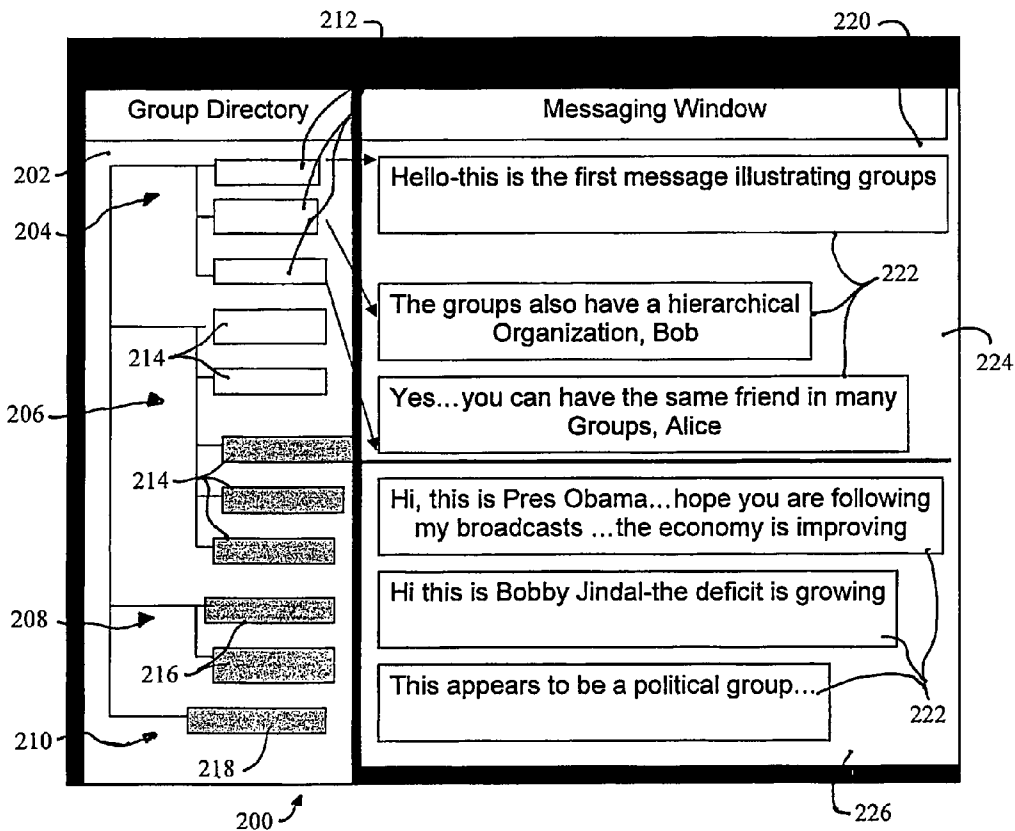 212
220
Group Directory
Messaging Window
202
Hello-this is the first message illustrating groups
204
222
The groups also have a hierarchical
Organization, Bob
214
224
206
Yes...you can have the same friend in many
Groups, Alice
214
Hi, this is Pres Obama...hope you are following
my broadcasts ...the economy is improving
Hi this is Bobby Jindal-the deficit is growing
208
216
This appears to be a political group...
222
210
218
200
226